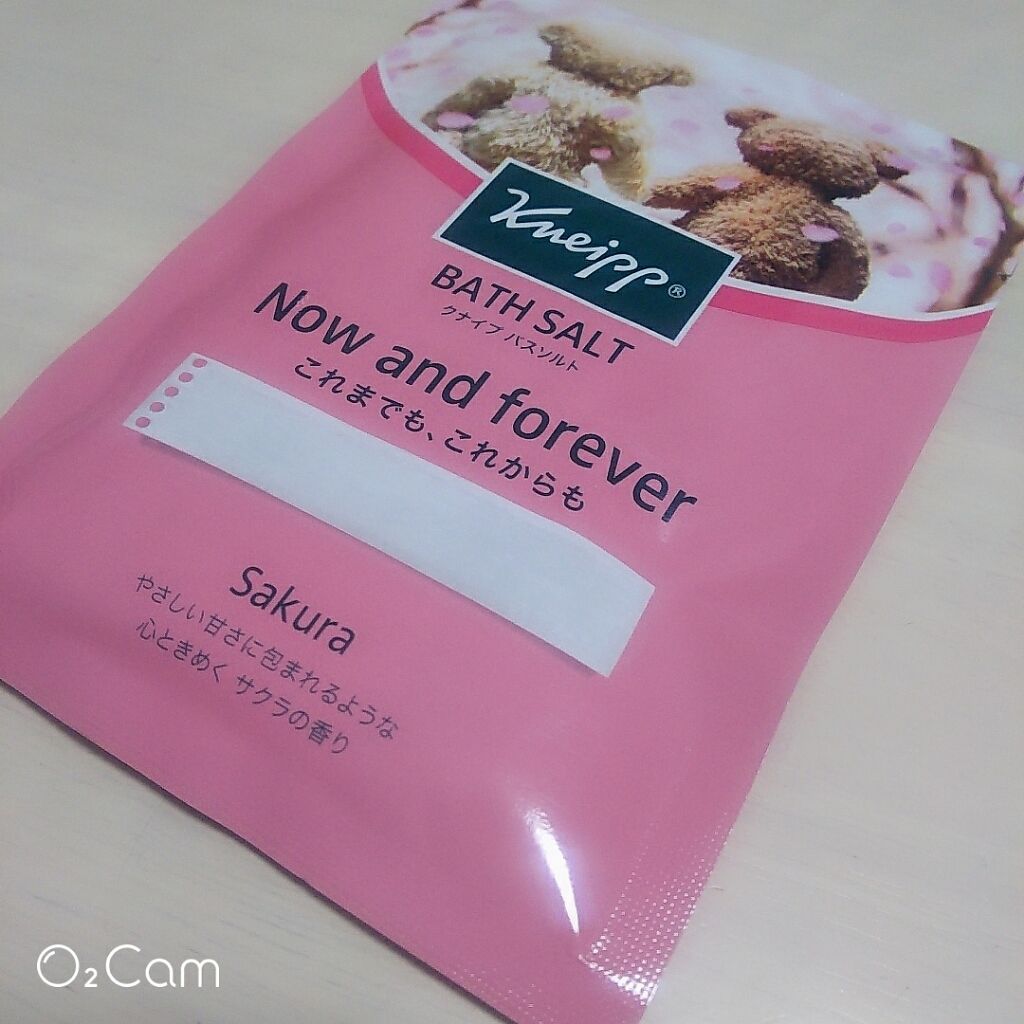 Kneipp®
BATH SALT
クナイプ バスソルト
Now and forever
これまでも、これからも
Sakura
やさしい甘さに包まれるような
心ときめく サクラの香り
O₂Cam